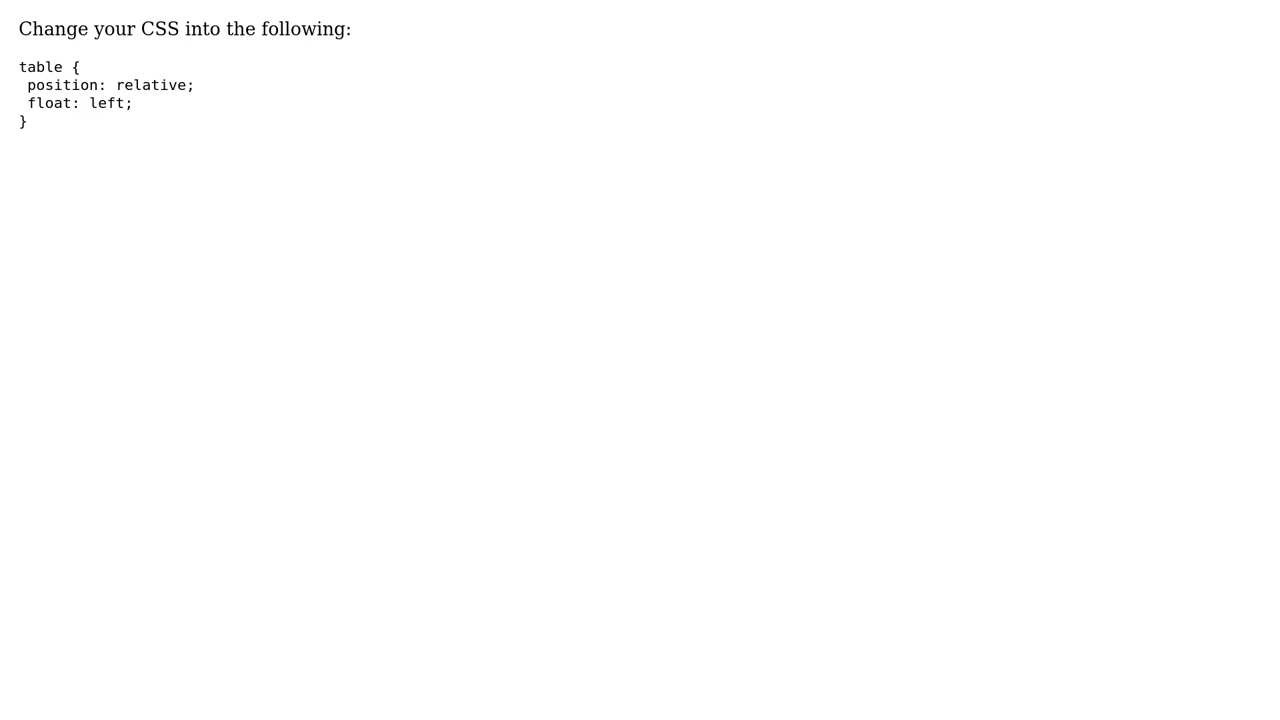 Change your CSS into the following:
table {
 position: relative;
 float: left;
}